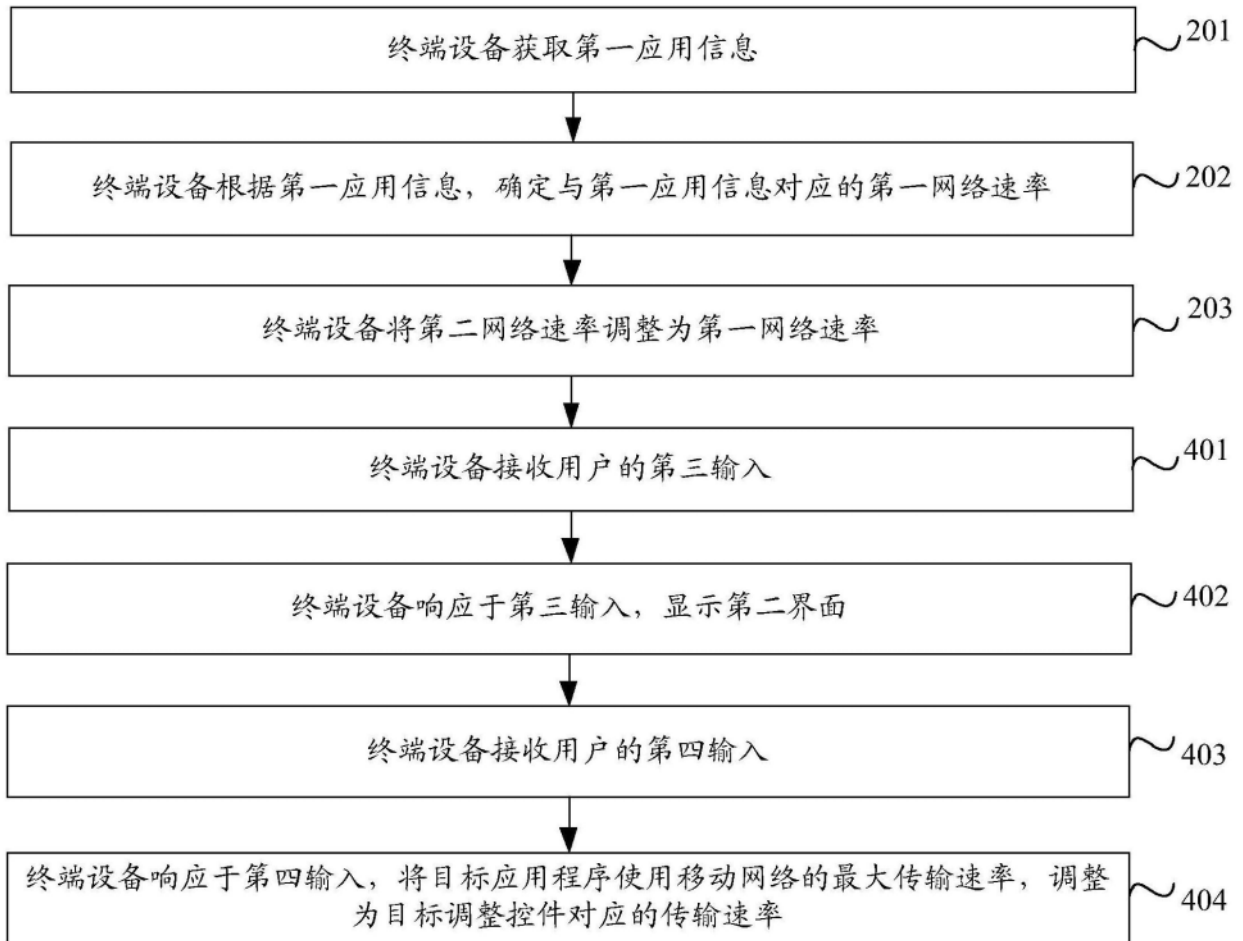 终端设备获取第一应用信息
201
终端设备根据第一应用信息，确定与第一应用信息对应的第一网络速率
202
终端设备将第二网络速率调整为第一网络速率
203
终端设备接收用户的第三输入
401
终端设备响应于第三输入，显示第二界面
402
终端设备接收用户的第四输入
403
终端设备响应于第四输入，将目标应用程序使用移动网络的最大传输速率，调整
为目标调整控件对应的传输速率
404